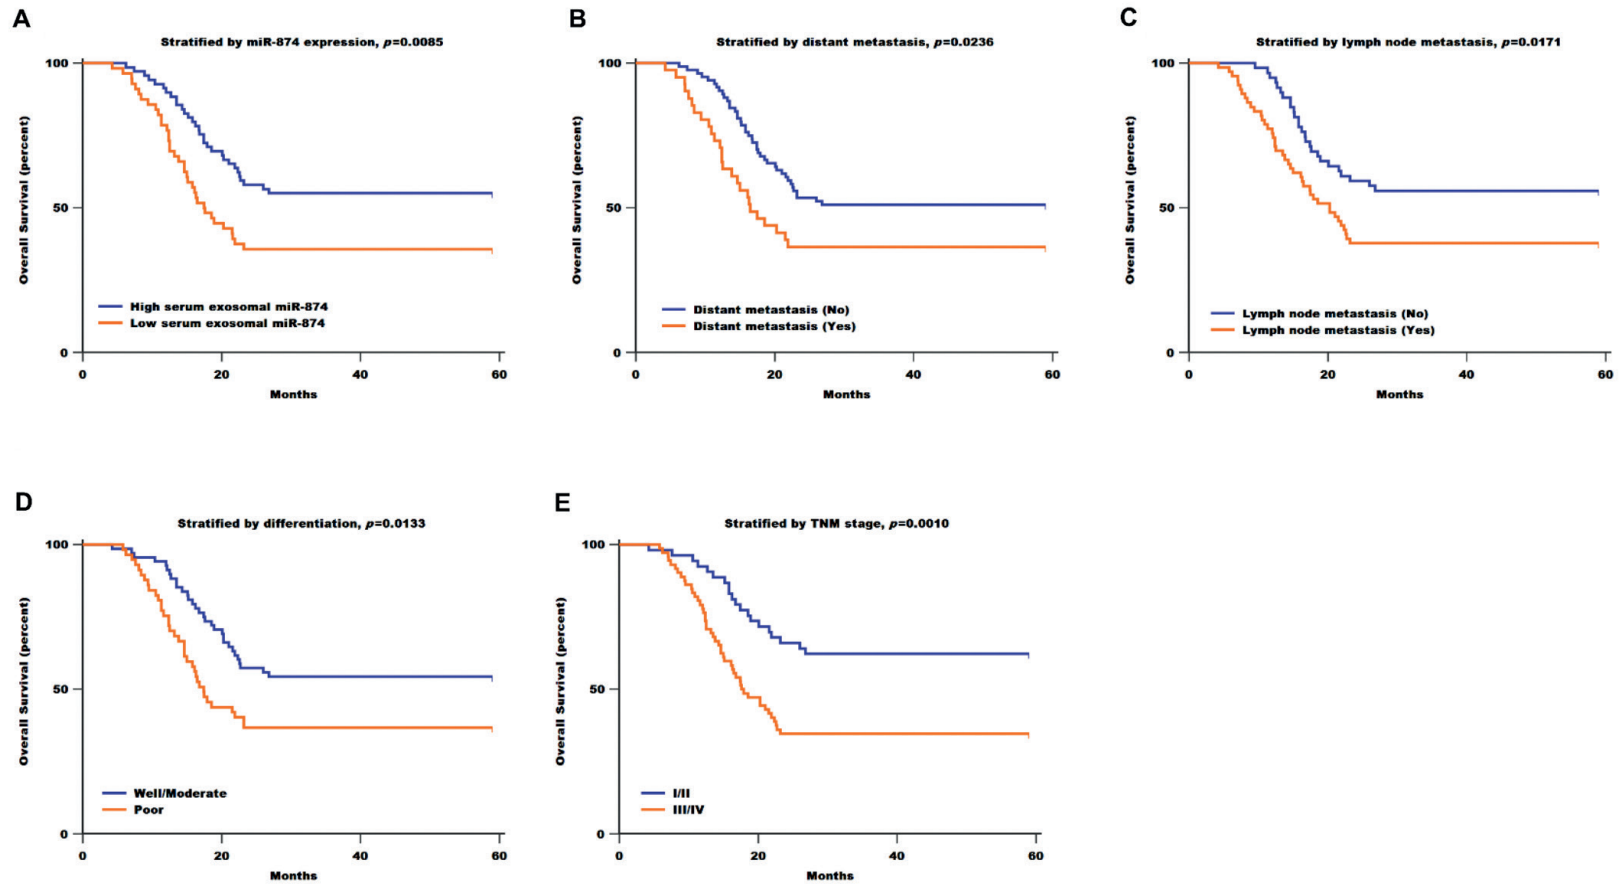 A
Stratified by miR-874 expression, p=0.0085
Overall Survival (percent)
100
50
0
High serum exosomal miR-874
Low serum exosomal miR-874
0 20 40 60
Months
B
Stratified by distant metastasis, p=0.0236
Overall Survival (percent)
100
50
0
Distant metastasis (No)
Distant metastasis (Yes)
0 20 40 60
Months
C
Stratified by lymph node metastasis, p=0.0171
Overall Survival (percent)
100
50
0
Lymph node metastasis (No)
Lymph node metastasis (Yes)
0 20 40 60
Months
D
Stratified by differentiation, p=0.0133
Overall Survival (percent)
100
50
0
Well/Moderate
Poor
0 20 40 60
Months
E
Stratified by TNM stage, p=0.0010
Overall Survival (percent)
100
50
0
I/II
III/IV
0 20 40 60
Months